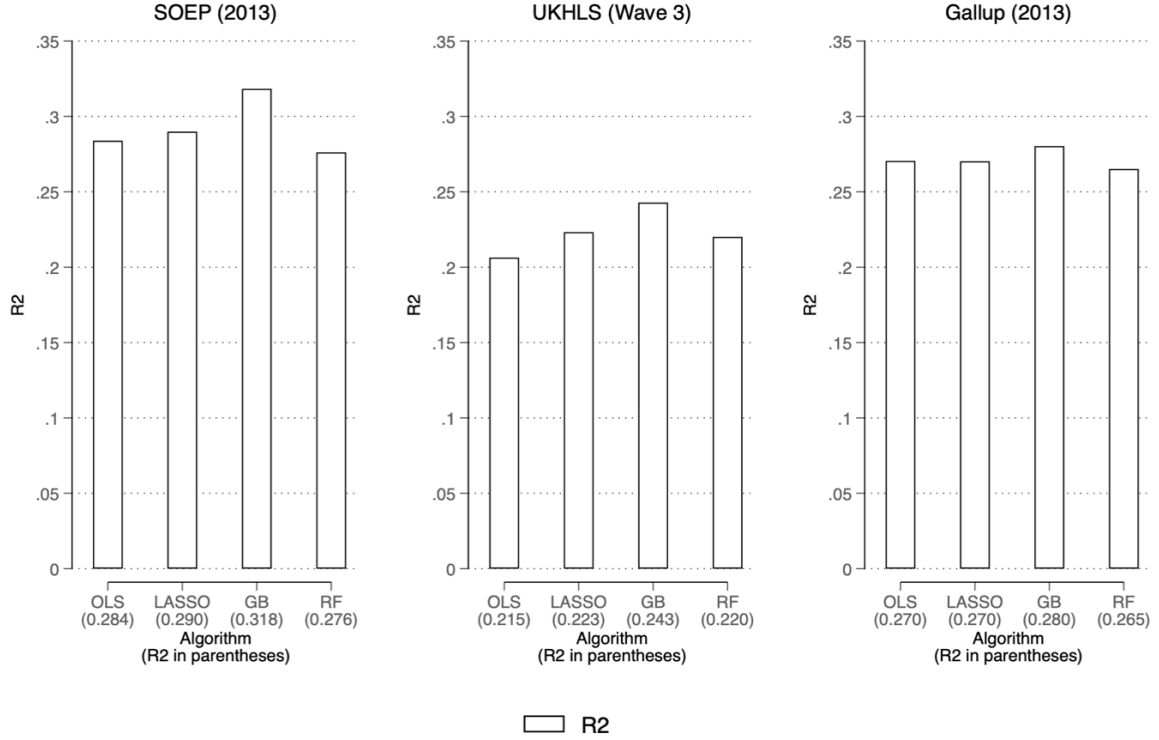 SOEP (2013)
.35
.3
.25
.2
.15
.1
.05
0
R2
OLS LASSO GB RF
(0.284) (0.290) (0.318) (0.276)
Algorithm
(R2 in parentheses)
UKHLS (Wave 3)
.35
.3
.25
.2
.15
.1
.05
0
R2
OLS LASSO GB RF
(0.215) (0.223) (0.243) (0.220)
Algorithm
(R2 in parentheses)
Gallup (2013)
.35
.3
.25
.2
.15
.1
.05
0
R2
OLS LASSO GB RF
(0.270) (0.270) (0.280) (0.265)
Algorithm
(R2 in parentheses)
R2